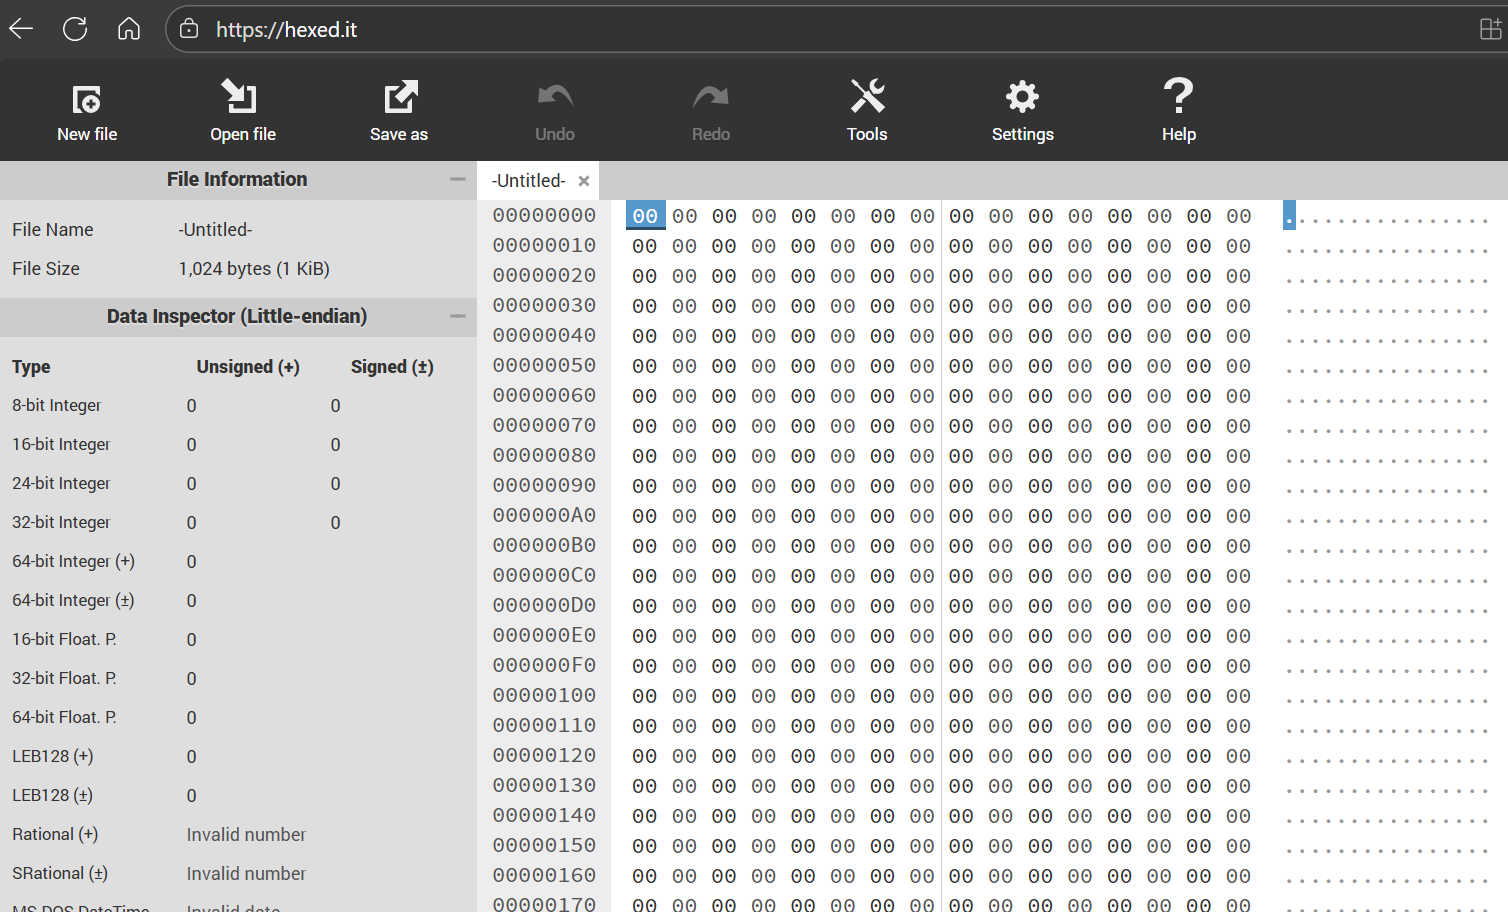 https://hexed.it
New file Open file Save as Undo Redo Tools Settings Help
File Information
-Untitled-
File Name -Untitled-
File Size 1,024 bytes (1 KiB)
Data Inspector (Little-endian)
Type Unsigned (+) Signed (±)
8-bit Integer 0 0
16-bit Integer 0 0
24-bit Integer 0 0
32-bit Integer 0 0
64-bit Integer (+) 0
64-bit Integer (±) 0
16-bit Float. P. 0
32-bit Float. P. 0
64-bit Float. P. 0
LEB128 (+) 0
LEB128 (±) 0
Rational (+) Invalid number
SRational (±) Invalid number
MS-DOS DateTime Invalid date
00000000 00 00 00 00 00 00 00 00 00 00 00 00 00 00 00 00 ................
00000010 00 00 00 00 00 00 00 00 00 00 00 00 00 00 00 00 ................
00000020 00 00 00 00 00 00 00 00 00 00 00 00 00 00 00 00 ................
00000030 00 00 00 00 00 00 00 00 00 00 00 00 00 00 00 00 ................
00000040 00 00 00 00 00 00 00 00 00 00 00 00 00 00 00 00 ................
00000050 00 00 00 00 00 00 00 00 00 00 00 00 00 00 00 00 ................
00000060 00 00 00 00 00 00 00 00 00 00 00 00 00 00 00 00 ................
00000070 00 00 00 00 00 00 00 00 00 00 00 00 00 00 00 00 ................
00000080 00 00 00 00 00 00 00 00 00 00 00 00 00 00 00 00 ................
00000090 00 00 00 00 00 00 00 00 00 00 00 00 00 00 00 00 ................
000000A0 00 00 00 00 00 00 00 00 00 00 00 00 00 00 00 00 ................
000000B0 00 00 00 00 00 00 00 00 00 00 00 00 00 00 00 00 ................
000000C0 00 00 00 00 00 00 00 00 00 00 00 00 00 00 00 00 ................
000000D0 00 00 00 00 00 00 00 00 00 00 00 00 00 00 00 00 ................
000000E0 00 00 00 00 00 00 00 00 00 00 00 00 00 00 00 00 ................
000000F0 00 00 00 00 00 00 00 00 00 00 00 00 00 00 00 00 ................
00000100 00 00 00 00 00 00 00 00 00 00 00 00 00 00 00 00 ................
00000110 00 00 00 00 00 00 00 00 00 00 00 00 00 00 00 00 ................
00000120 00 00 00 00 00 00 00 00 00 00 00 00 00 00 00 00 ................
00000130 00 00 00 00 00 00 00 00 00 00 00 00 00 00 00 00 ................
00000140 00 00 00 00 00 00 00 00 00 00 00 00 00 00 00 00 ................
00000150 00 00 00 00 00 00 00 00 00 00 00 00 00 00 00 00 ................
00000160 00 00 00 00 00 00 00 00 00 00 00 00 00 00 00 00 ................
00000170 00 00 00 00 00 00 00 00 00 00 00 00 00 00 00 00 ................